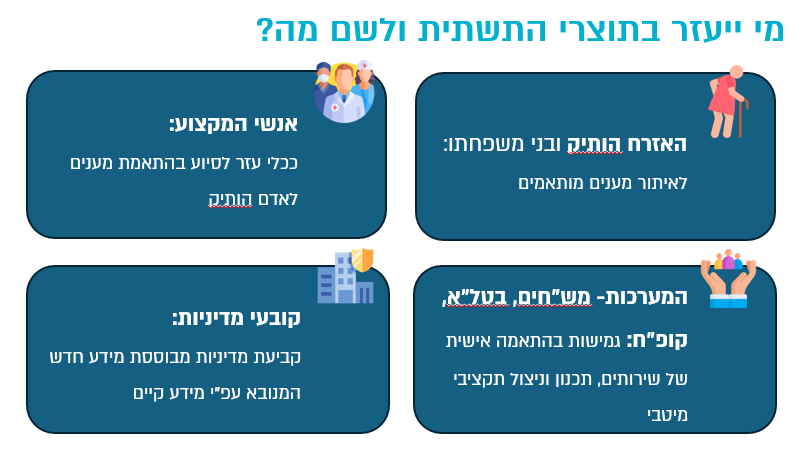 מי ייעזר בתוצרי התשתית ולשם מה?
האזרח הותיק ובני משפחתו:
לאיתור מענים מותאמים
אנשי המקצוע:
ככלי עזר לסיוע בהתאמת מענים
לאדם הותיק
המערכות- מש"חים, בטל"א,
קופ"ח: גמישות בהתאמה אישית
של שירותים, תכנון וניצול תקציבי
מיטבי
קובעי מדיניות:
קביעת מדיניות מבוססת מידע חדש
המנובא עפ"י מידע קיים